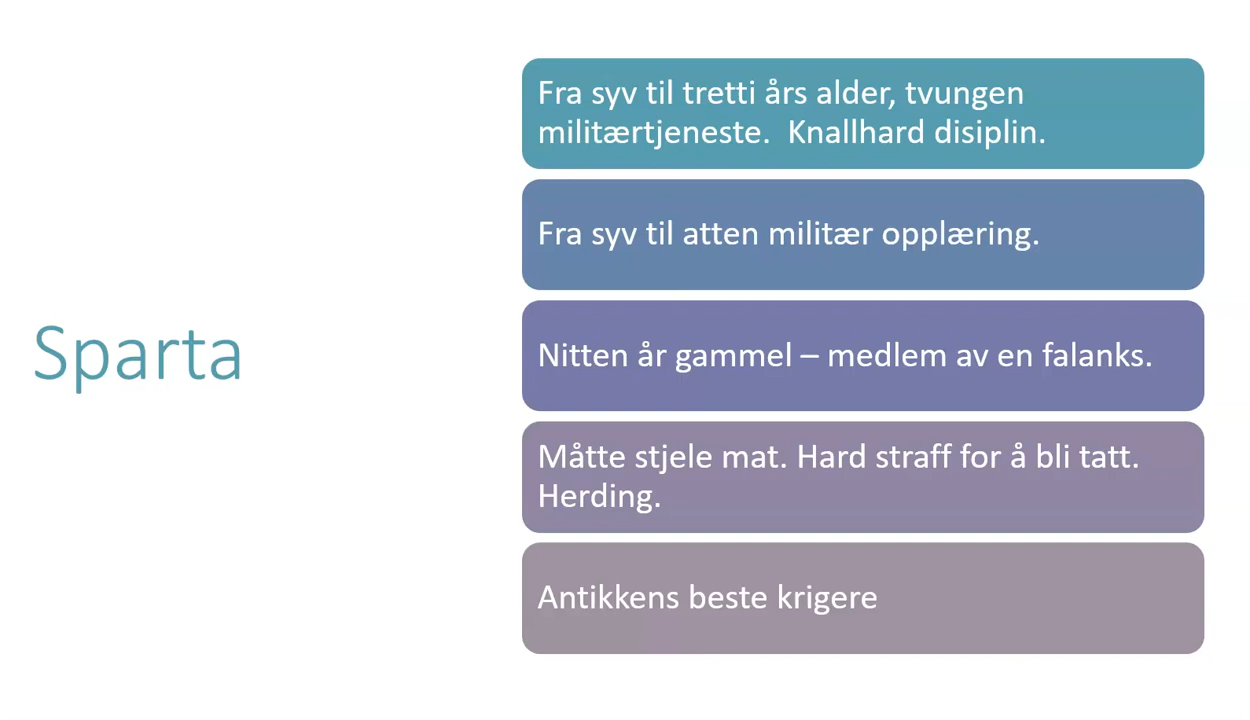 Sparta
Fra syv til tretti års alder, tvungen
militærtjeneste.  Knallhard disiplin.
Fra syv til atten militær opplæring.
Nitten år gammel – medlem av en falanks.
Måtte stjele mat. Hard straff for å bli tatt.
Herding.
Antikkens beste krigere